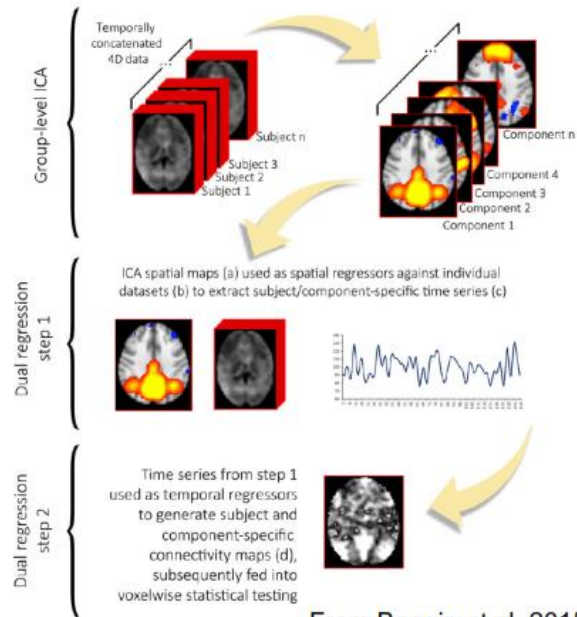 Temporally
concatenated
4D data
...
...
Group-level ICA
Subject n
Subject 3
Subject 2
Subject 1
Component n
Component 4
Component 3
Component 2
Component 1
ICA spatial maps (a) used as spatial regressors against individual
datasets (b) to extract subject/component-specific time series (c)
Dual regression
step 1
Time series from step 1
used as temporal regressors
to generate subject and
component-specific
connectivity maps (d),
subsequently fed into
voxelwise statistical testing
Dual regression
step 2